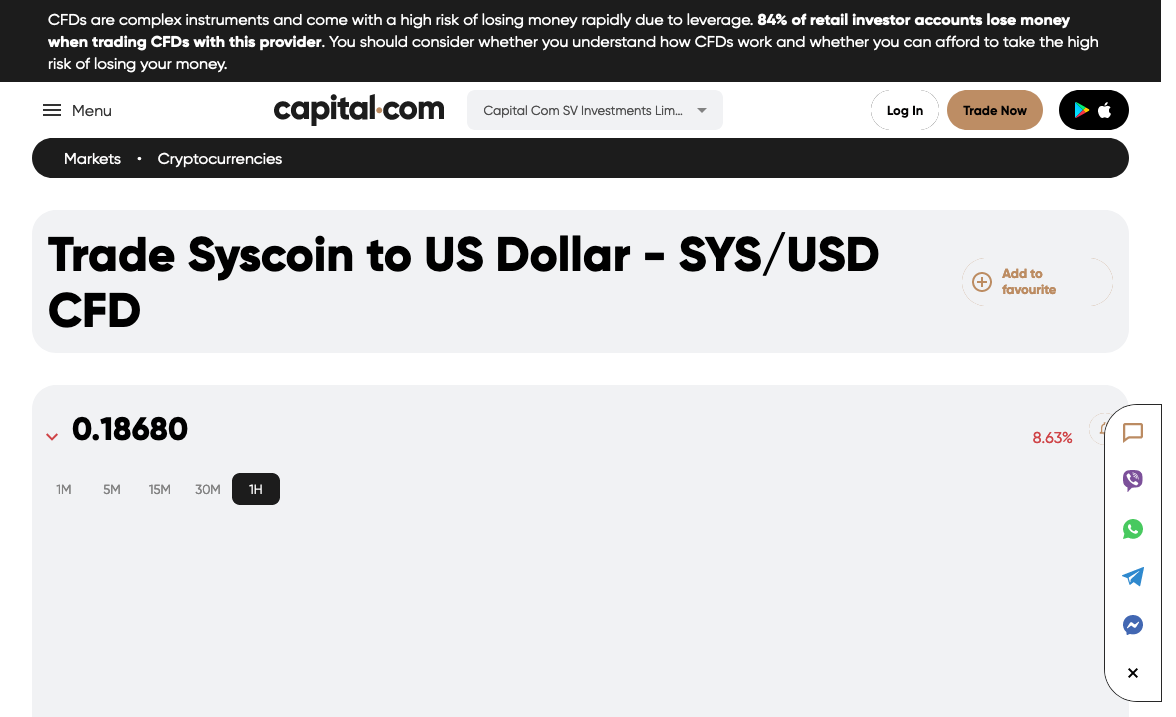 CFDs are complex instruments and come with a high risk of losing money rapidly due to leverage. 84% of retail investor accounts lose money
when trading CFDs with this provider. You should consider whether you understand how CFDs work and whether you can afford to take the high
risk of losing your money.
Menu
capital.com
Capital Com SV Investments Lim...
Log In
Trade Now
Markets • Cryptocurrencies
Trade Syscoin to US Dollar - SYS/USD
CFD
Add to
favourite
0.18680
8.63%
1M 5M 15M 30M 1H